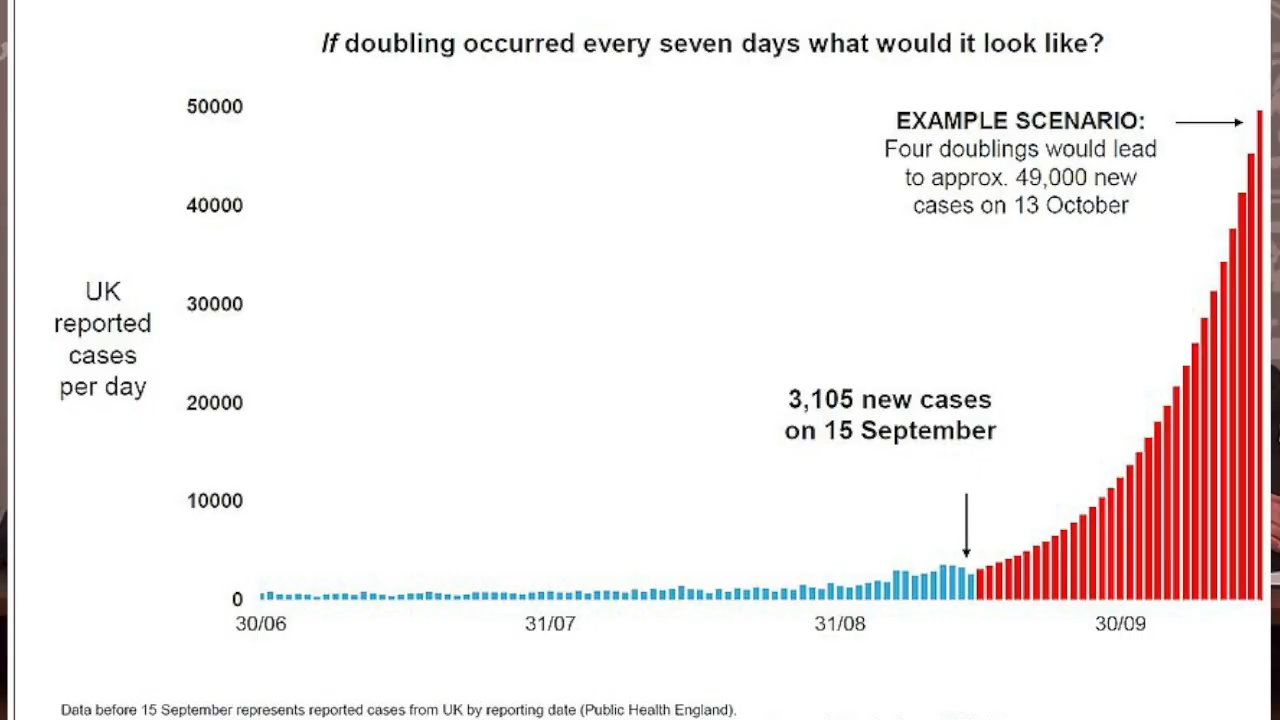 If doubling occurred every seven days what would it look like?
50000
EXAMPLE SCENARIO:
Four doublings would lead
to approx. 49,000 new
cases on 13 October
40000
UK
reported
cases
per day
30000
3,105 new cases
on 15 September
20000
10000
0
30/06
31/07
31/08
30/09
Data before 15 September represents reported cases from UK by reporting date (Public Health England).